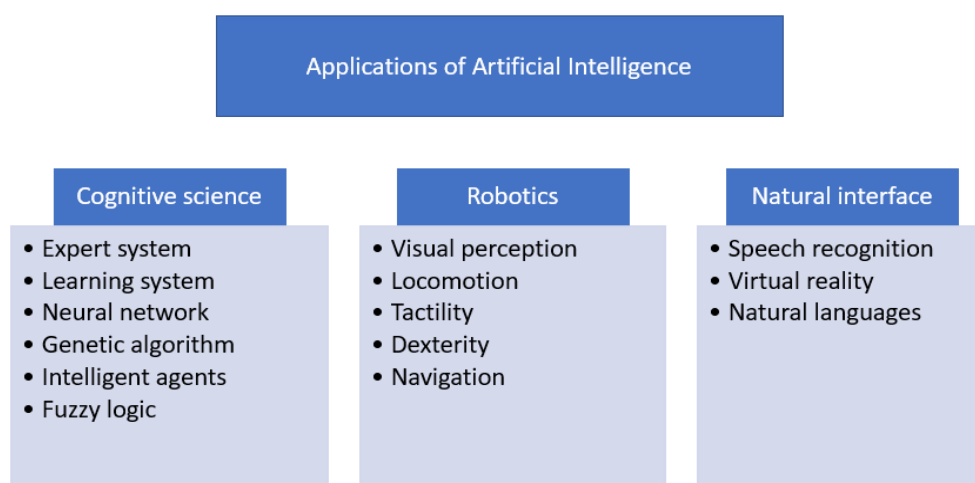 Applications of Artificial Intelligence
Cognitive science
• Expert system
• Learning system
• Neural network
• Genetic algorithm
• Intelligent agents
• Fuzzy logic
Robotics
• Visual perception
• Locomotion
• Tactility
• Dexterity
• Navigation
Natural interface
• Speech recognition
• Virtual reality
• Natural languages